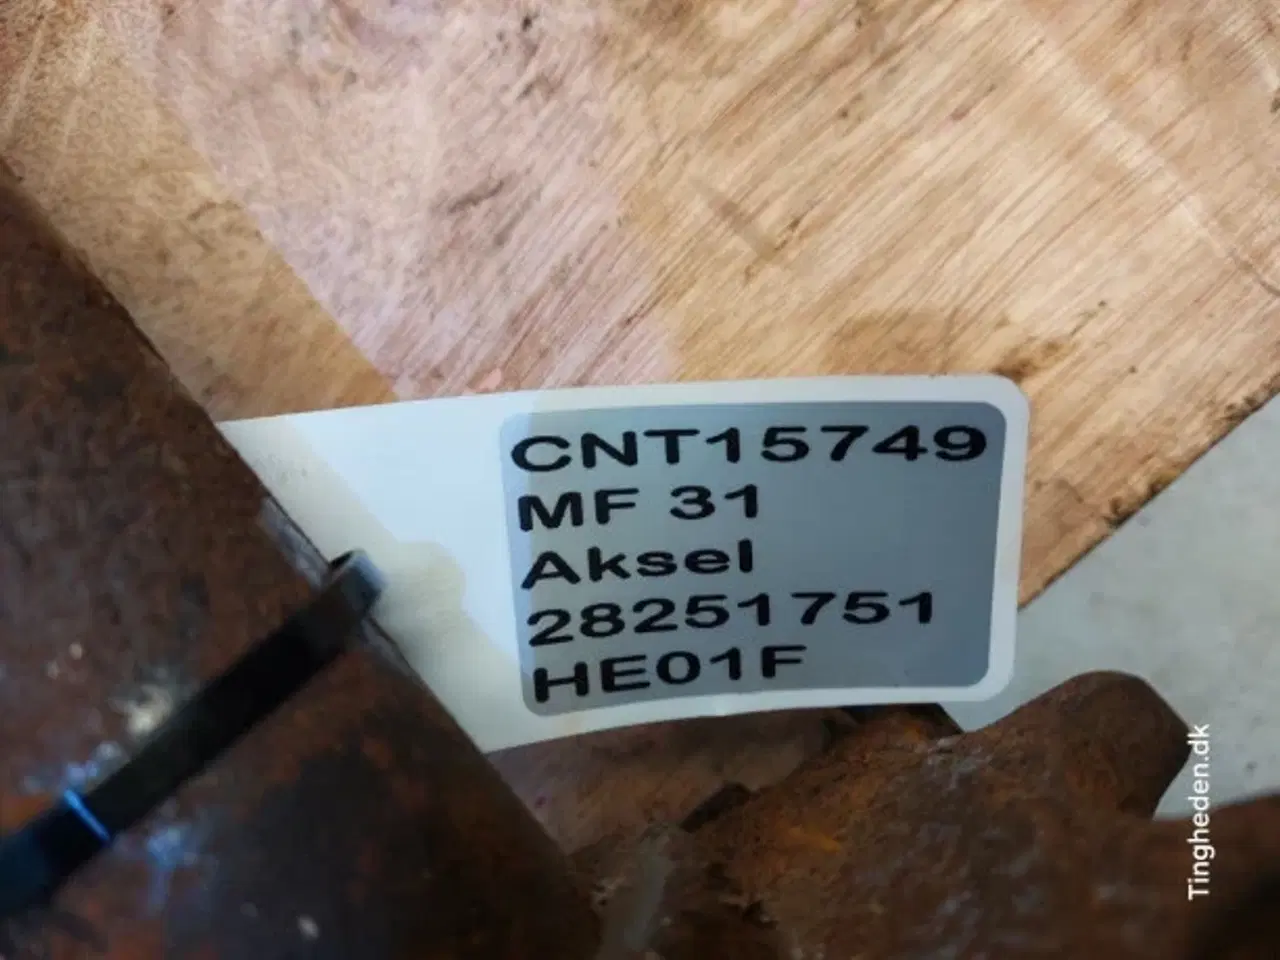 CNT15749
MF 31
Aksel
28251751
HE01F
Tingheden.dk